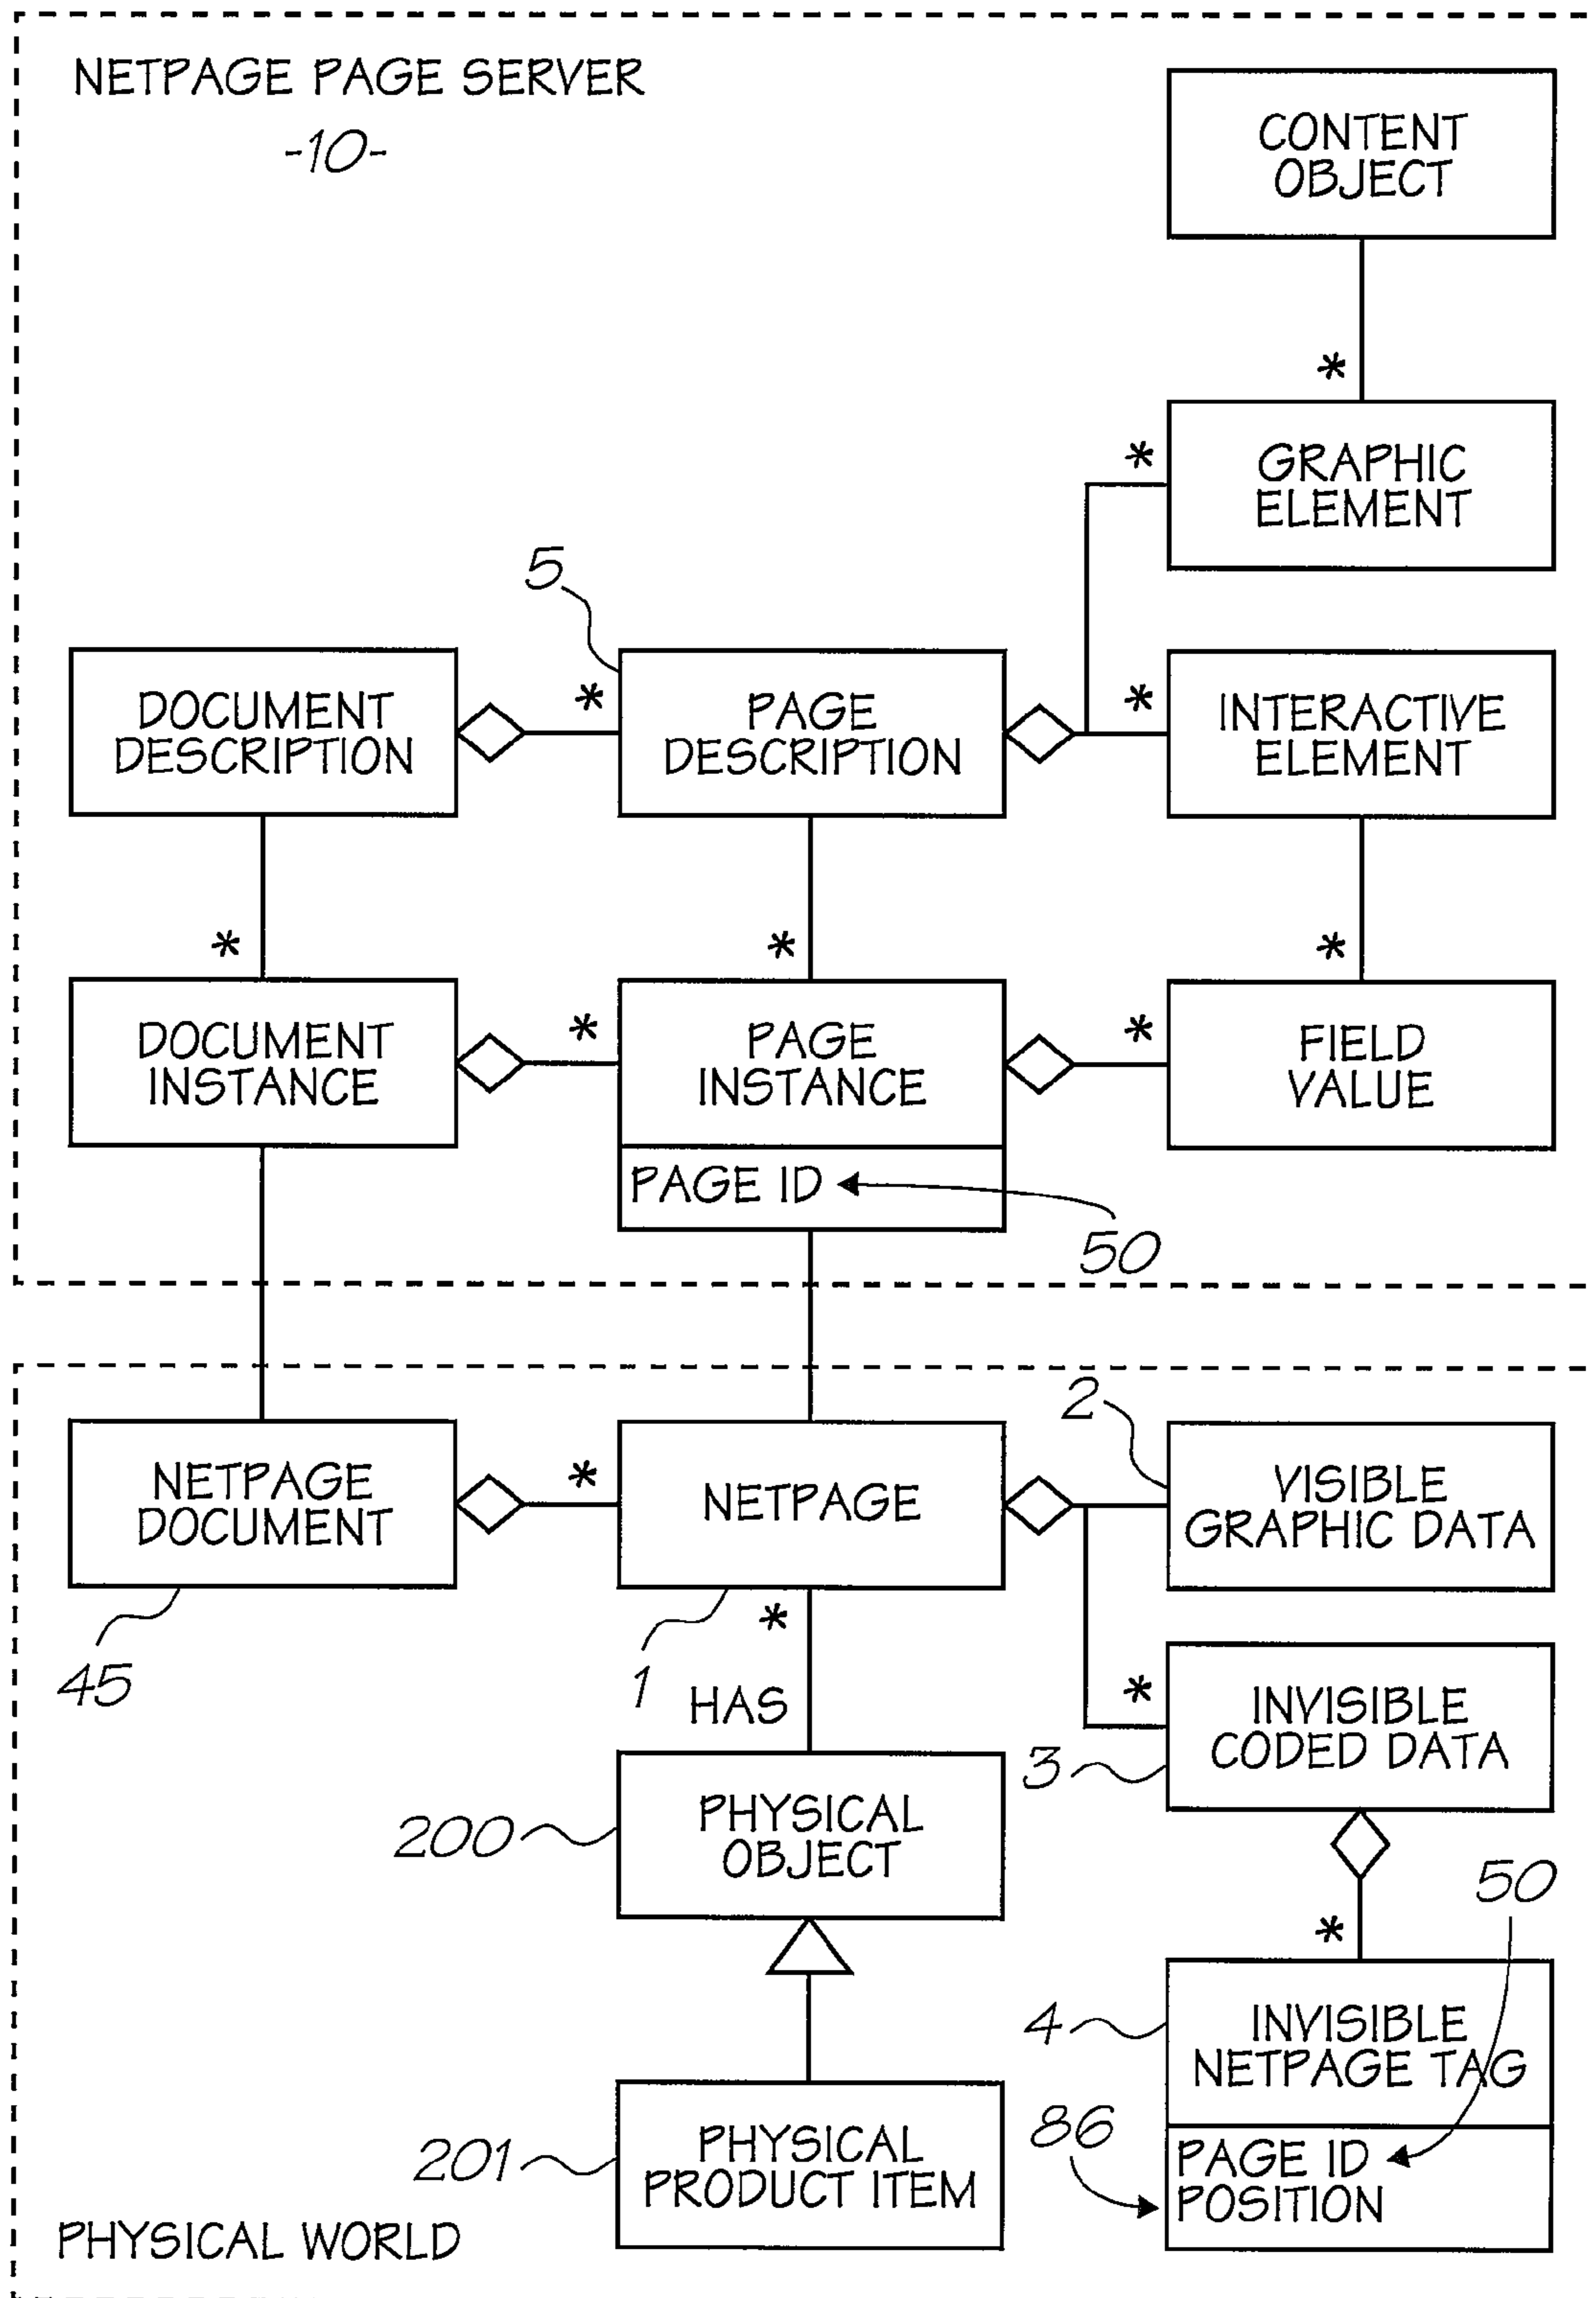 NETPAGE PAGE SERVER
-10-
CONTENT
OBJECT
*
*
GRAPHIC
ELEMENT
5
DOCUMENT
DESCRIPTION
*
PAGE
DESCRIPTION
*
INTERACTIVE
ELEMENT
*
*
*
DOCUMENT
INSTANCE
*
PAGE
INSTANCE
*
FIELD
VALUE
PAGE ID
50
2
NETPAGE
DOCUMENT
*
NETPAGE
VISIBLE
GRAPHIC DATA
45
1
*
HAS
*
INVISIBLE
CODED DATA
3
200
PHYSICAL
OBJECT
50
*
4
INVISIBLE
NETPAGE TAG
86
PAGE ID
POSITION
201
PHYSICAL
PRODUCT ITEM
PHYSICAL WORLD